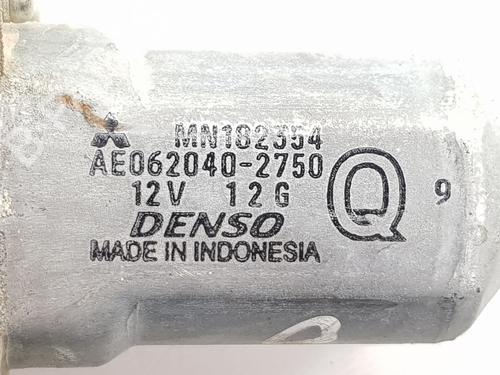 MN182354
AE062040-2750
12V 12G
DENSO
MADE IN INDONESIA
Q
9